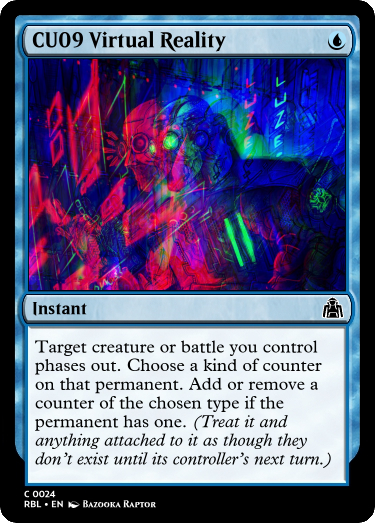 CU09 Virtual Reality
Instant
Target creature or battle you control
phases out. Choose a kind of counter
on that permanent. Add or remove a
counter of the chosen type if the
permanent has one. (Treat it and
anything attached to it as though they
don't exist until its controller's next turn.)
C 0024
RBL • EN Bazooka Raptor